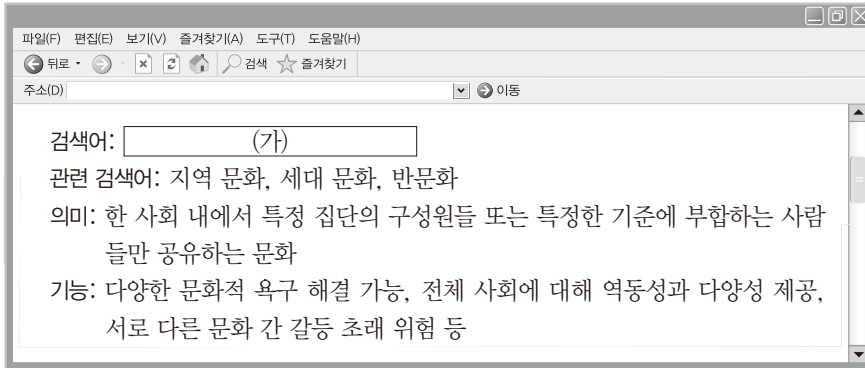 파일(F) 편집(E) 보기(V) 즐겨찾기(A) 도구(T) 도움말(H)
뒤로 검색 즐겨찾기
주소(D) 이동
검색어: (가)
관련 검색어: 지역 문화, 세대 문화, 반문화
의미: 한 사회 내에서 특정 집단의 구성원들 또는 특정한 기준에 부합하는 사람
들만 공유하는 문화
기능: 다양한 문화적 욕구 해결 가능, 전체 사회에 대해 역동성과 다양성 제공,
서로 다른 문화 간 갈등 초래 위험 등